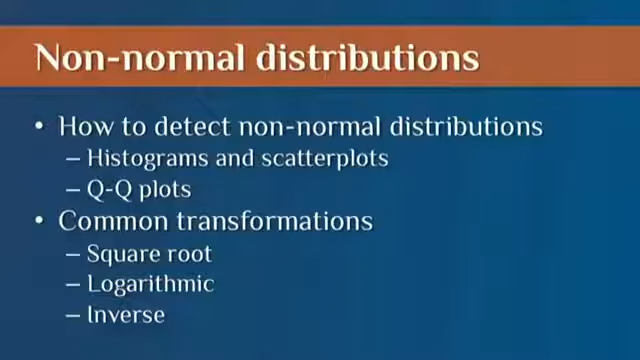 Non-normal distributions
• How to detect non-normal distributions
– Histograms and scatterplots
– Q-Q plots
• Common transformations
– Square root
– Logarithmic
– Inverse